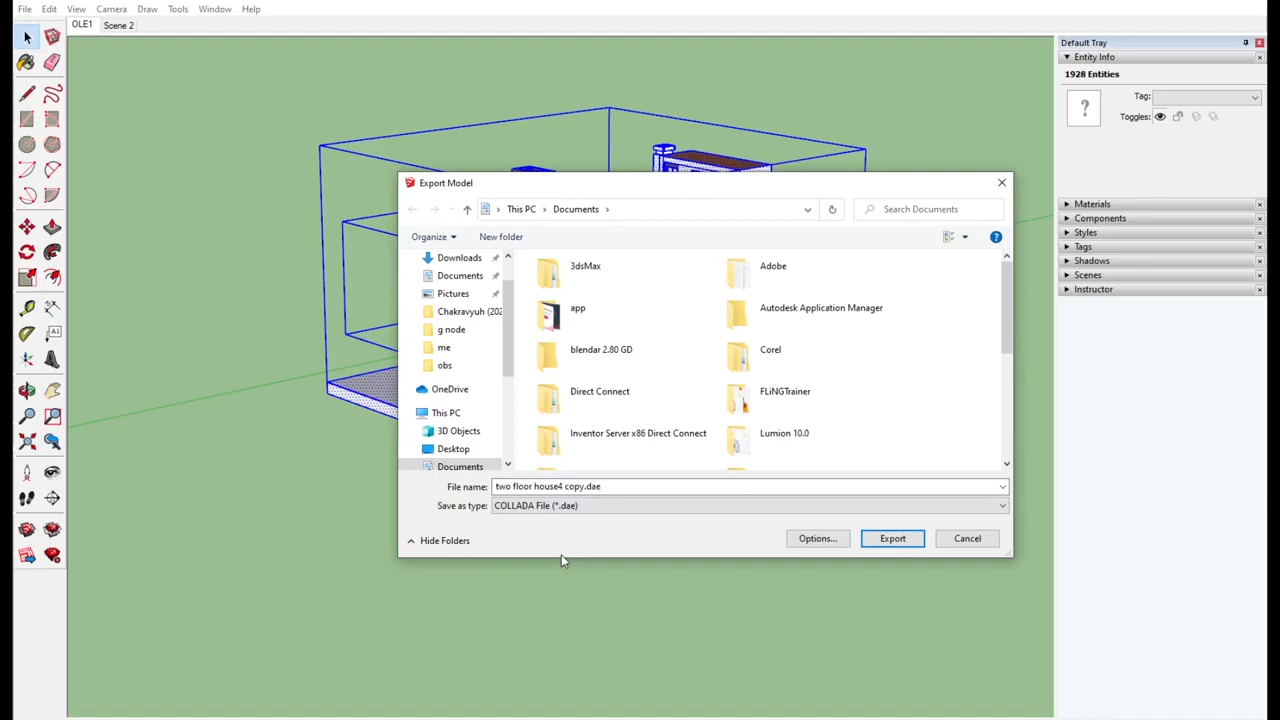 File Edit View Camera Draw Tools Window Help
OLE1 Scene 2
Default Tray
Entity Info
1928 Entities
Tag:
Toggles:
Materials
Components
Styles
Tags
Shadows
Scenes
Instructor
Export Model
This PC > Documents >
Search Documents
Organize New folder
Downloads
Documents
Pictures
Chakravyuh (202
g node
me
obs
OneDrive
This PC
3D Objects
Desktop
Documents
3dsMax Adobe
app Autodesk Application Manager
blendar 2.80 GD Corel
Direct Connect FLiNGTrainer
Inventor Server x86 Direct Connect Lumion 10.0
File name: two floor house4 copy.dae
Save as type: COLLADA File (*.dae)
Hide Folders Options... Export Cancel